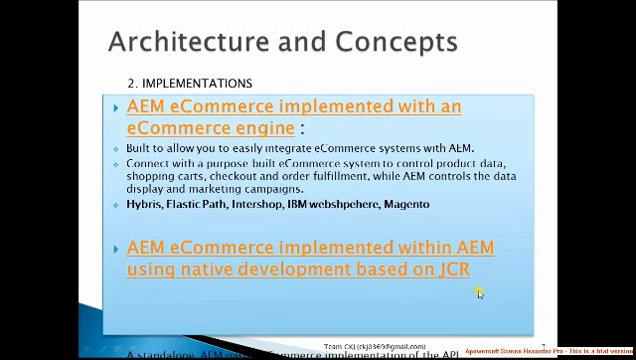 Architecture and Concepts
2. IMPLEMENTATIONS
AEM eCommerce implemented with an
eCommerce engine :
Built to allow you to easily integrate eCommerce systems with AEM.
Connect with a purpose built eCommerce system to control product data,
shopping carts, checkout and order fulfillment, while AEM controls the data
display and marketing campaigns.
Hybris, Elastic Path, Intershop, IBM webshpehere, Magento
AEM eCommerce implemented within AEM
using native development based on JCR
Team CKJ (ckj0369@gmail.com)
Apowersoft Screen Recorder Pro - This is a trial version
A standalone, AEM implementation of the API